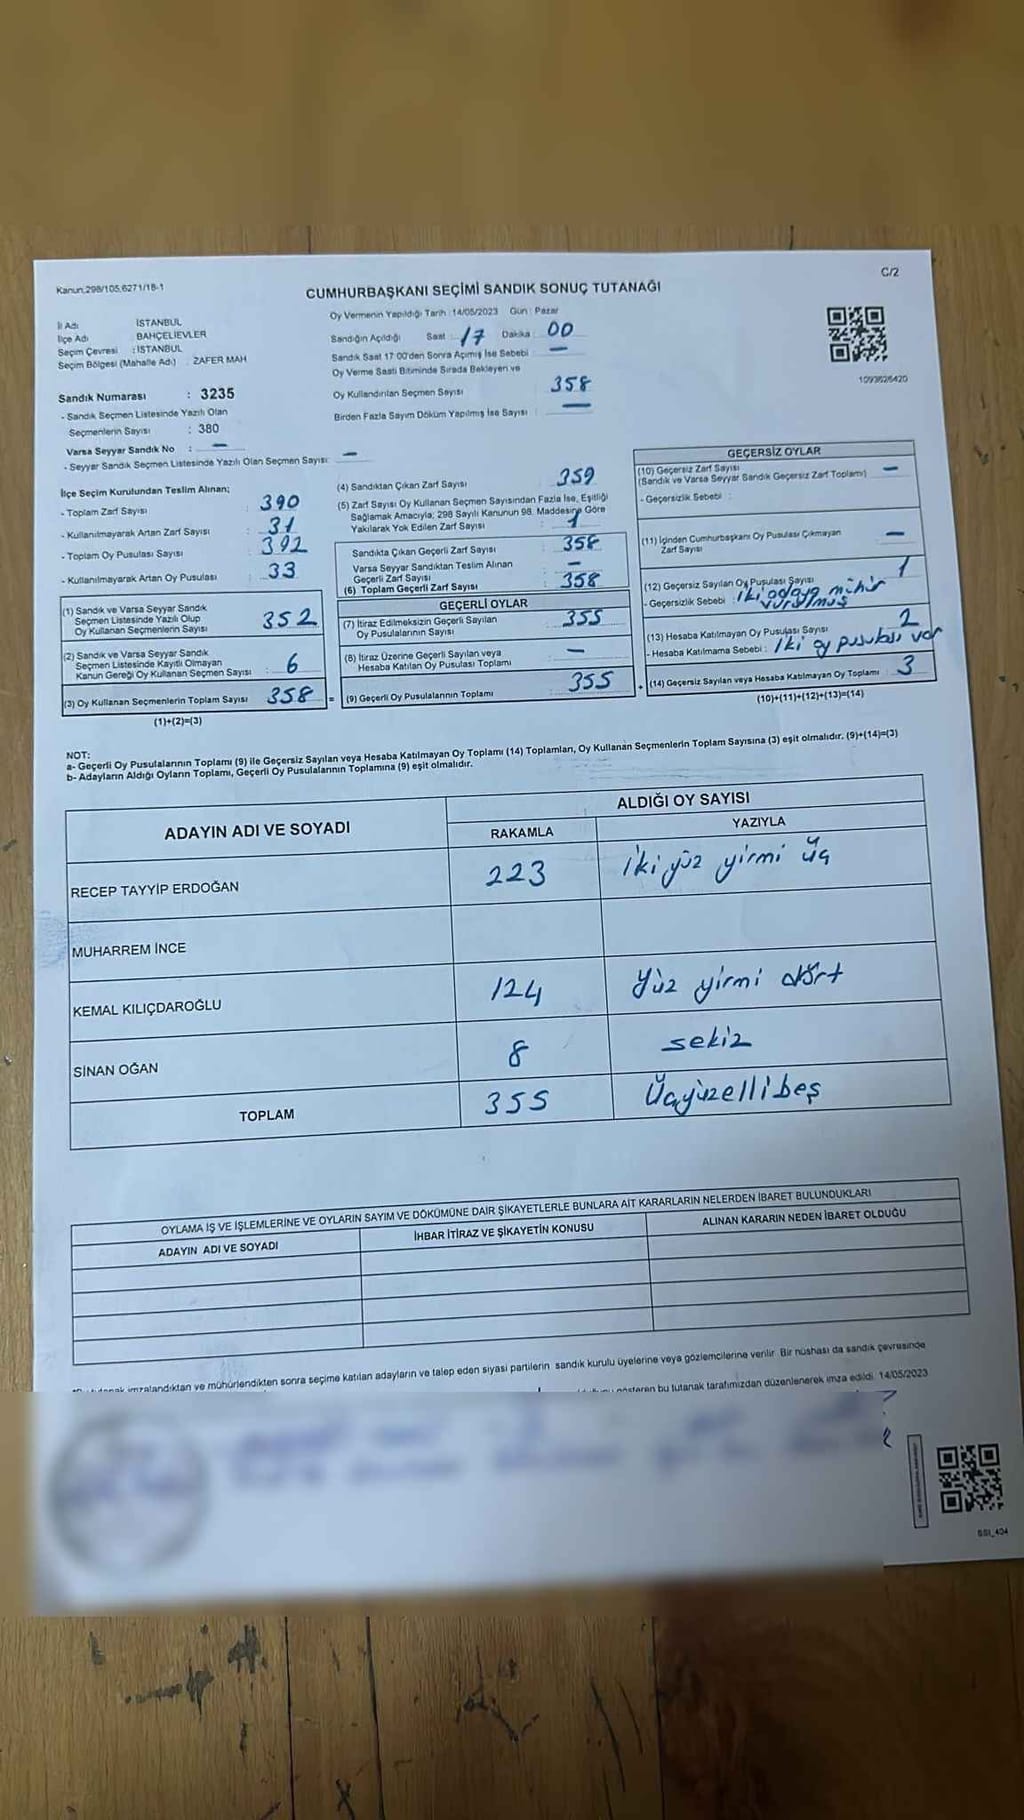 Kanun:298/105,6271/18-1
C/2
CUMHURBAŞKANI SEÇİMİ SANDIK SONUÇ TUTANAĞI
İl Adı İSTANBUL
İlçe Adı BAHÇELİEVLER
Seçim Çevresi : İSTANBUL
Seçim Bölgesi (Mahalle Adı) . ZAFER MAH
Sandık Numarası : 3235
- Sandık Seçmen Listesinde Yazılı Olan
Seçmenlerin Sayısı : 380
Varsa Seyyar Sandık No : –
- Seyyar Sandık Seçmen Listesinde Yazılı Olan Seçmen Sayısı: –
Oy Vermenin Yapıldığı Tarih :14/05/2023 Gün : Pazar
Sandığın Açıldığı Saat : 17 Dakika : 00
Sandık Saat 17 00'den Sonra Açmış İse Sebebi : –
Oy Verme Saati Bitiminde Sırada Bekleyen ve
Oy Kullandırılan Seçmen Sayısı : 358
Birden Fazla Sayım Döküm Yapılmış İse Sayısı : –
1093626420
İlçe Seçim Kurulundan Teslim Alınan;
- Toplam Zarf Sayısı : 390
- Kullanılmayarak Artan Zarf Sayısı : 31
- Toplam Oy Pusulası Sayısı : 392
- Kullanılmayarak Artan Oy Pusulası : 33
(1) Sandık ve Varsa Seyyar Sandık
Seçmen Listesinde Yazılı Olup
Oy Kullanan Seçmenlerin Sayısı : 352
(2) Sandık ve Varsa Seyyar Sandık
Seçmen Listesinde Kayıtlı Olmayan
Kanun Gereği Oy Kullanan Seçmen Sayısı : 6
(3) Oy Kullanan Seçmenlerin Toplam Sayısı : 358 =
(1)+(2)=(3)
(4) Sandıktan Çıkan Zarf Sayısı : 359
(5) Zarf Sayısı Oy Kullanan Seçmen Sayısından Fazla İse, Eşitliği
Sağlamak Amacıyla; 298 Sayılı Kanunun 98. Maddesine Göre
Yakılarak Yok Edilen Zarf Sayısı : 1
Sandıkta Çıkan Geçerli Zarf Sayısı : 358
Varsa Seyyar Sandıktan Teslim Alınan
Geçerli Zarf Sayısı : –
(6) Toplam Geçerli Zarf Sayısı : 358
GEÇERLİ OYLAR
(7) İtiraz Edilmeksizin Geçerli Sayılan
Oy Pusulalarının Sayısı : 355
(8) İtiraz Üzerine Geçerli Sayılan veya
Hesaba Katılan Oy Pusulası Toplamı : –
(9) Geçerli Oy Pusulalarının Toplamı : 355 +
GEÇERSİZ OYLAR
(10) Geçersiz Zarf Sayısı
(Sandık ve Varsa Seyyar Sandık Geçersiz Zarf Toplamı) : –
- Geçersizlik Sebebi :
(11) İçinden Cumhurbaşkanı Oy Pusulası Çıkmayan
Zarf Sayısı : –
(12) Geçersiz Sayılan Oy Pusulası Sayısı : 1
- Geçersizlik Sebebi : iki adaya mühür
vurulmuş
(13) Hesaba Katılmayan Oy Pusulası Sayısı : 2
- Hesaba Katılmama Sebebi : iki oy pusulası var
(14) Geçersiz Sayılan veya Hesaba Katılmayan Oy Toplamı : 3
(10)+(11)+(12)+(13)=(14)
NOT:
a- Geçerli Oy Pusulalarının Toplamı (9) ile Geçersiz Sayılan veya Hesaba Katılmayan Oy Toplamı (14) Toplamları, Oy Kullanan Seçmenlerin Toplam Sayısına (3) eşit olmalıdır. (9)+(14)=(3)
b- Adayların Aldığı Oyların Toplamı, Geçerli Oy Pusulalarının Toplamına (9) eşit olmalıdır.
ADAYIN ADI VE SOYADI
ALDIĞI OY SAYISI
RAKAMLA YAZIYLA
RECEP TAYYİP ERDOĞAN 223 iki yüz yirmi üç
MUHARREM İNCE
KEMAL KILIÇDAROĞLU 124 yüz yirmi dört
SİNAN OĞAN 8 sekiz
TOPLAM 355 Üçyüzellibeş
OYLAMA İŞ VE İŞLEMLERİNE VE OYLARIN SAYIM VE DÖKÜMÜNE DAİR ŞİKAYETLERLE BUNLARA AİT KARARLARIN NELERDEN İBARET BULUNDUKLARI
ADAYIN ADI VE SOYADI İHBAR İTİRAZ VE ŞİKAYETİN KONUSU ALINAN KARARIN NEDEN İBARET OLDUĞU
imzalandıktan ve mühürlendikten sonra seçime katılan adayların ve talep eden siyasi partilerin sandık kurulu üyelerine veya gözlemcilerine verilir. Bir nüshası da sandık çevresinde
gösteren bu tutanak tarafımızdan düzenlenerek imza edildi. 14/05/2023